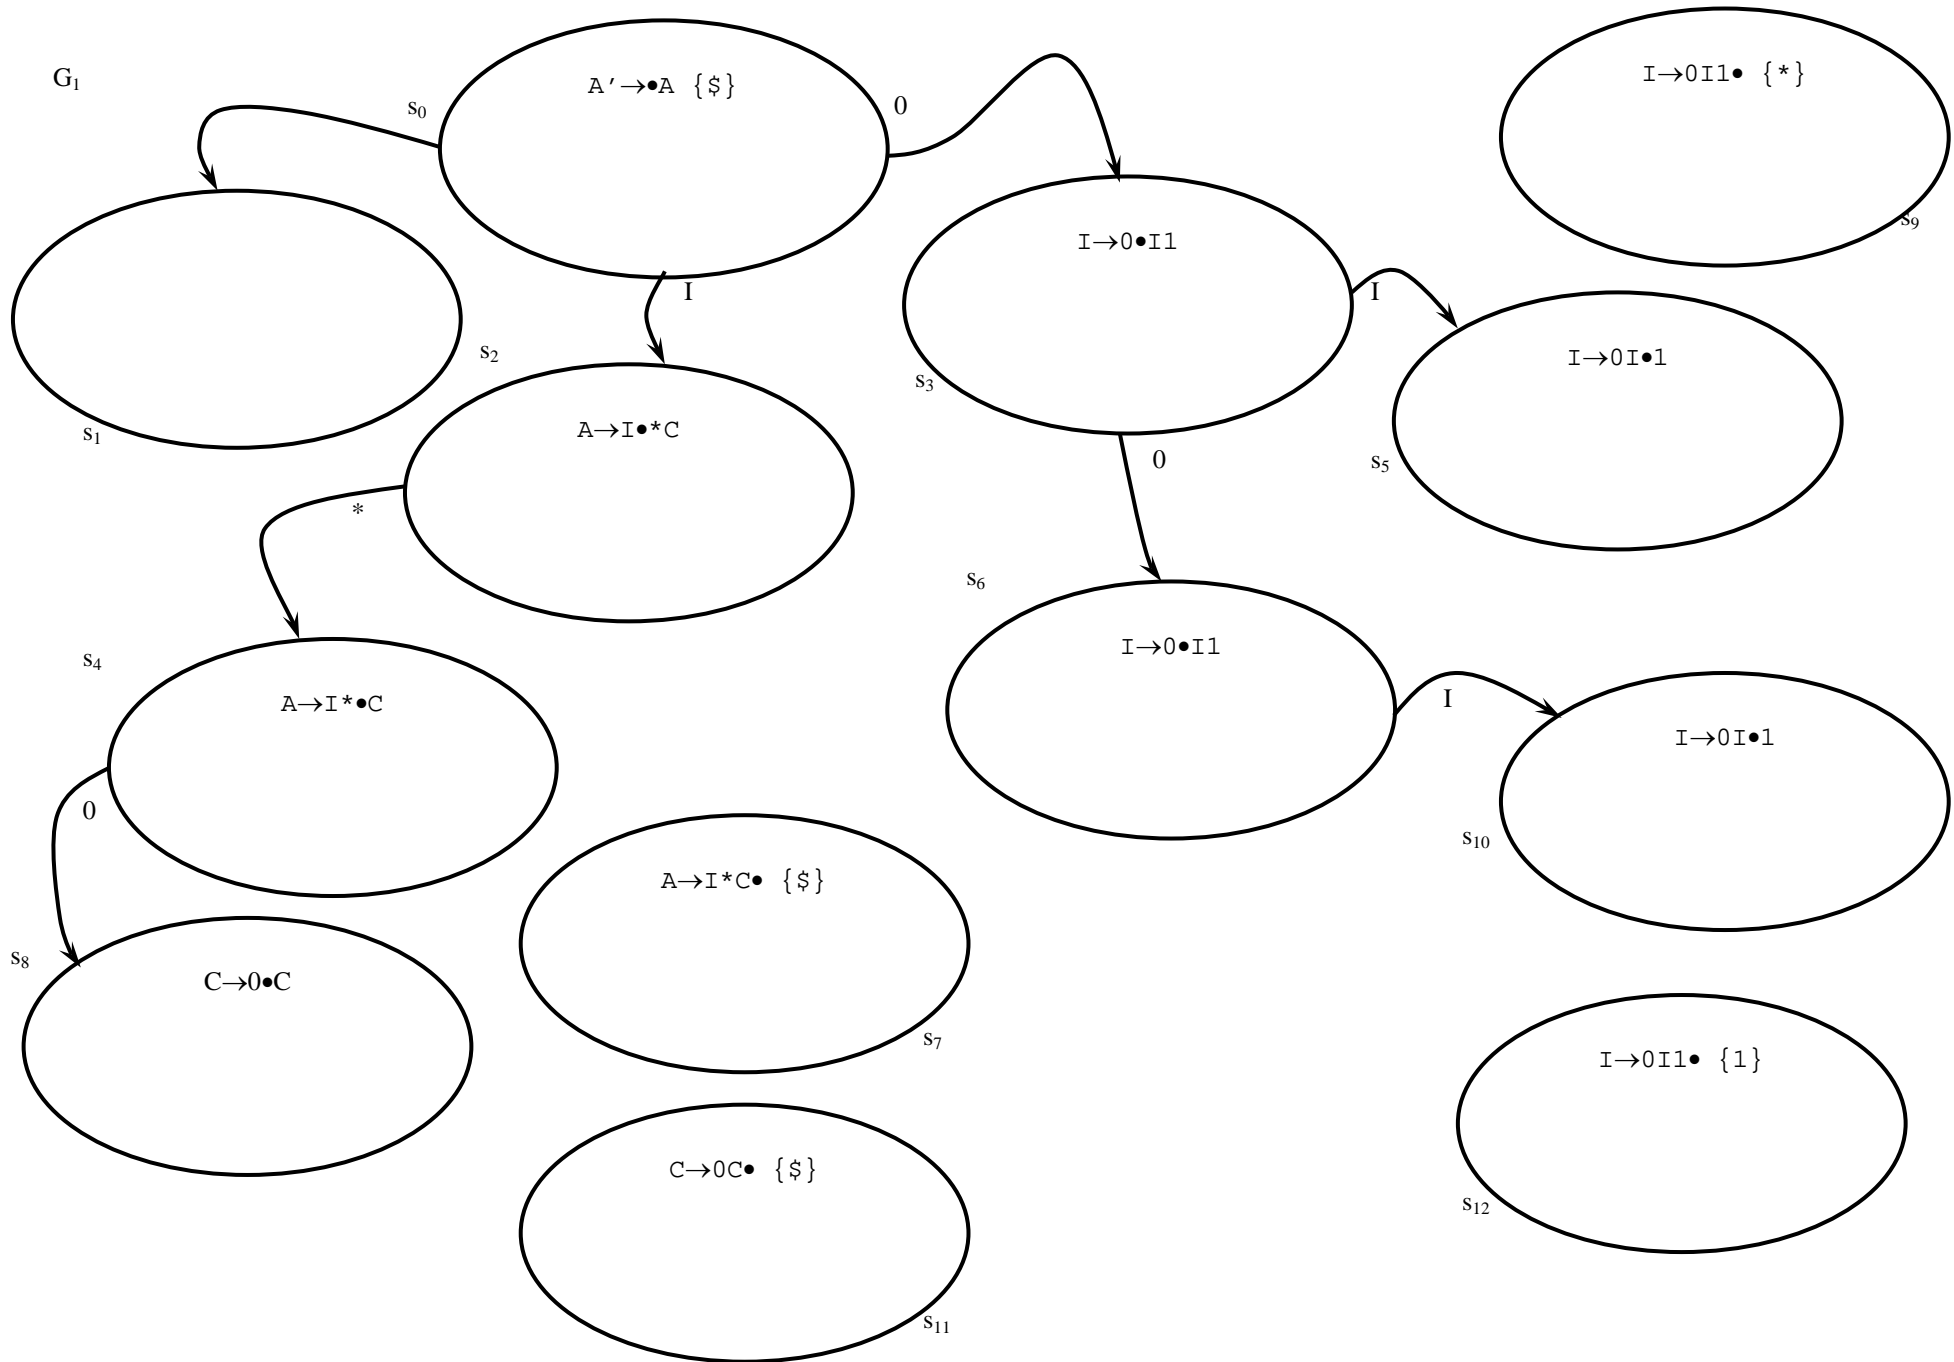 G₁
s₀
A'→•A {$}
0
I→0I1• {*}
s₉
I→0•I1
I
s₃
I
I→0I•1
s₅
s₁
s₂
A→I•*C
*
0
s₆
I→0•I1
I
I→0I•1
s₁₀
s₄
A→I*•C
0
A→I*C• {$}
s₇
s₈
C→0•C
I→0I1• {1}
s₁₂
C→0C• {$}
s₁₁